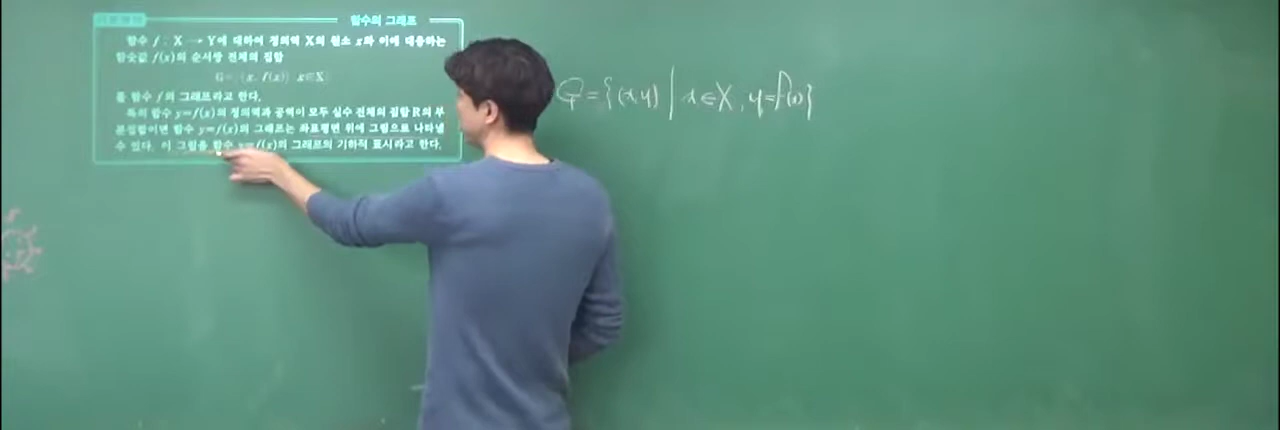 함수의 그래프
함수 f : X → Y에 대하여 정의역 X의 원소 x와 이에 대응하는
함숫값 f(x)의 순서쌍 전체의 집합
G={(x, f(x)) x∈X}
를 함수 f의 그래프라고 한다.
특히 함수 y=f(x)의 정의역과 공역이 모두 실수 전체의 집합 R의 부
분집합이면 함수 y=f(x)의 그래프는 좌표평면 위에 그림으로 나타낼
수 있다. 이 그림을 함수 y=f(x)의 그래프의 기하적 표시라고 한다.
G={(x,y) | x∈X, y=f(x)}